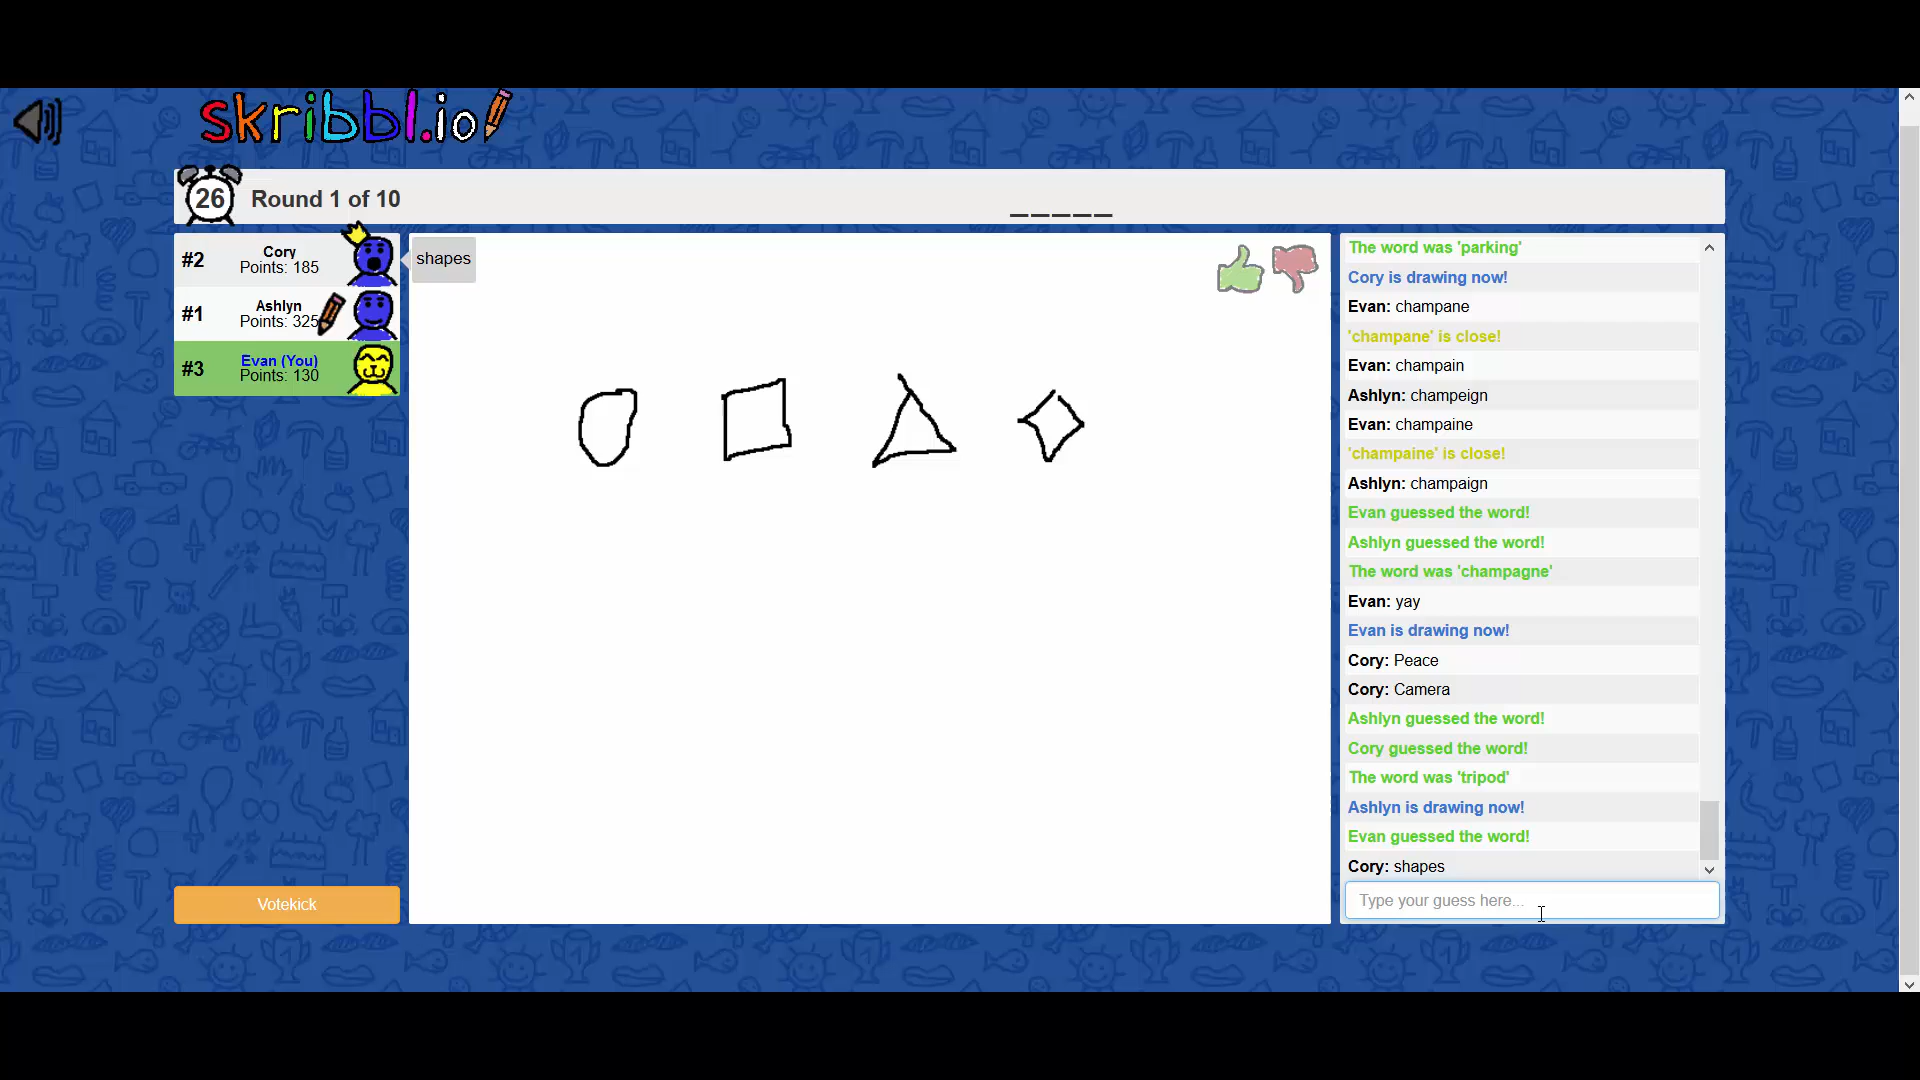 skribbl.io
26
Round 1 of 10
_____
#2
Cory
Points: 185
#1
Ashlyn
Points: 325
#3
Evan (You)
Points: 130
shapes
The word was 'parking'
Cory is drawing now!
Evan: champane
'champane' is close!
Evan: champain
Ashlyn: champeign
Evan: champaine
'champaine' is close!
Ashlyn: champaign
Evan guessed the word!
Ashlyn guessed the word!
The word was 'champagne'
Evan: yay
Evan is drawing now!
Cory: Peace
Cory: Camera
Ashlyn guessed the word!
Cory guessed the word!
The word was 'tripod'
Ashlyn is drawing now!
Evan guessed the word!
Cory: shapes
Type your guess here...
Votekick